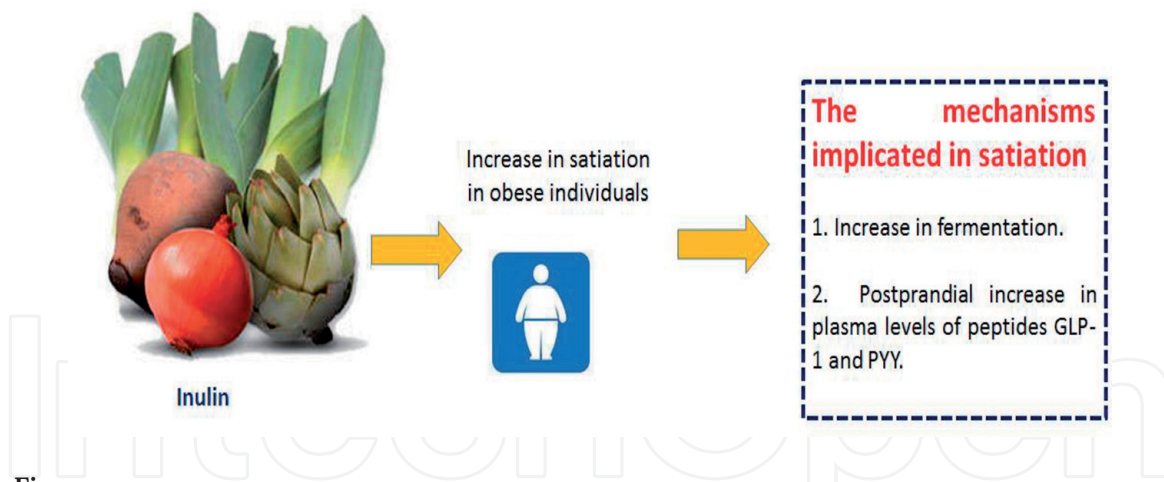 Increase in satiation
in obese individuals
Inulin
The mechanisms
implicated in satiation
1. Increase in fermentation.
2. Postprandial increase in
plasma levels of peptides GLP-
1 and PYY.
IntechOpen